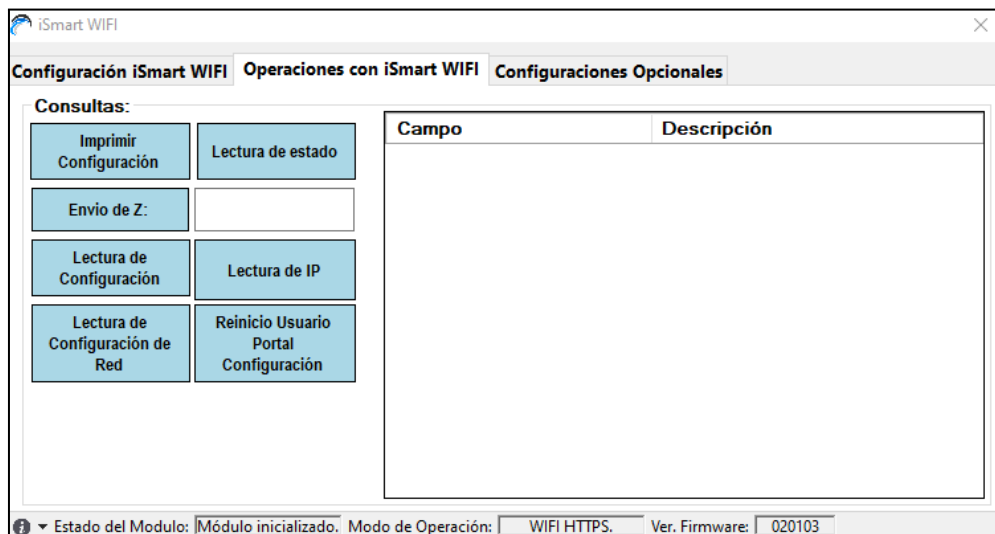 iSmart WIFI
Configuración iSmart WIFI Operaciones con iSmart WIFI Configuraciones Opcionales
Consultas:
Imprimir
Configuración
Lectura de estado
Campo Descripción
Envio de Z:
Lectura de
Configuración
Lectura de IP
Lectura de
Configuración de
Red
Reinicio Usuario
Portal
Configuración
Estado del Modulo: Módulo inicializado. Modo de Operación: WIFI HTTPS. Ver. Firmware: 020103